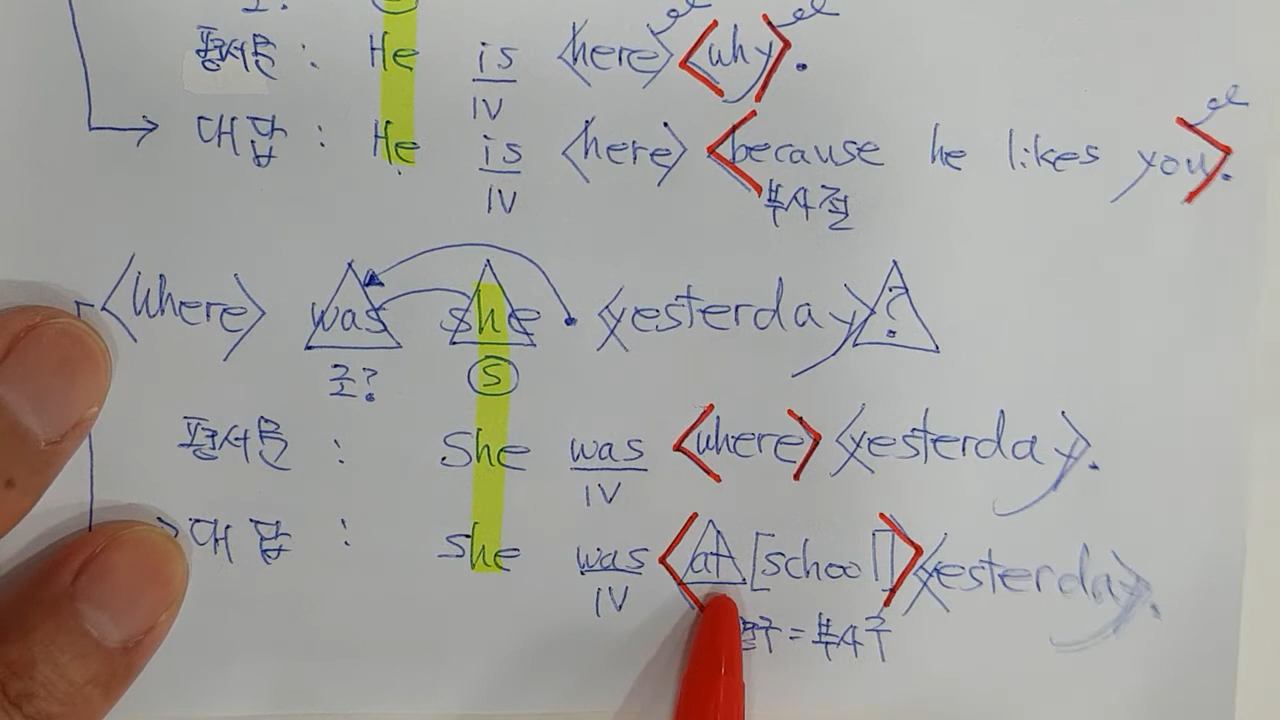 평서문 : He is <here> <why>.
IV
대답 : He is <here> <because he likes you>.
IV 부사절
<Where> was she <yesterday>?
조? S
평서문 : She was <where> <yesterday>.
IV
대답 : she was <at [school]> <yesterday>.
IV 구 = 부사구